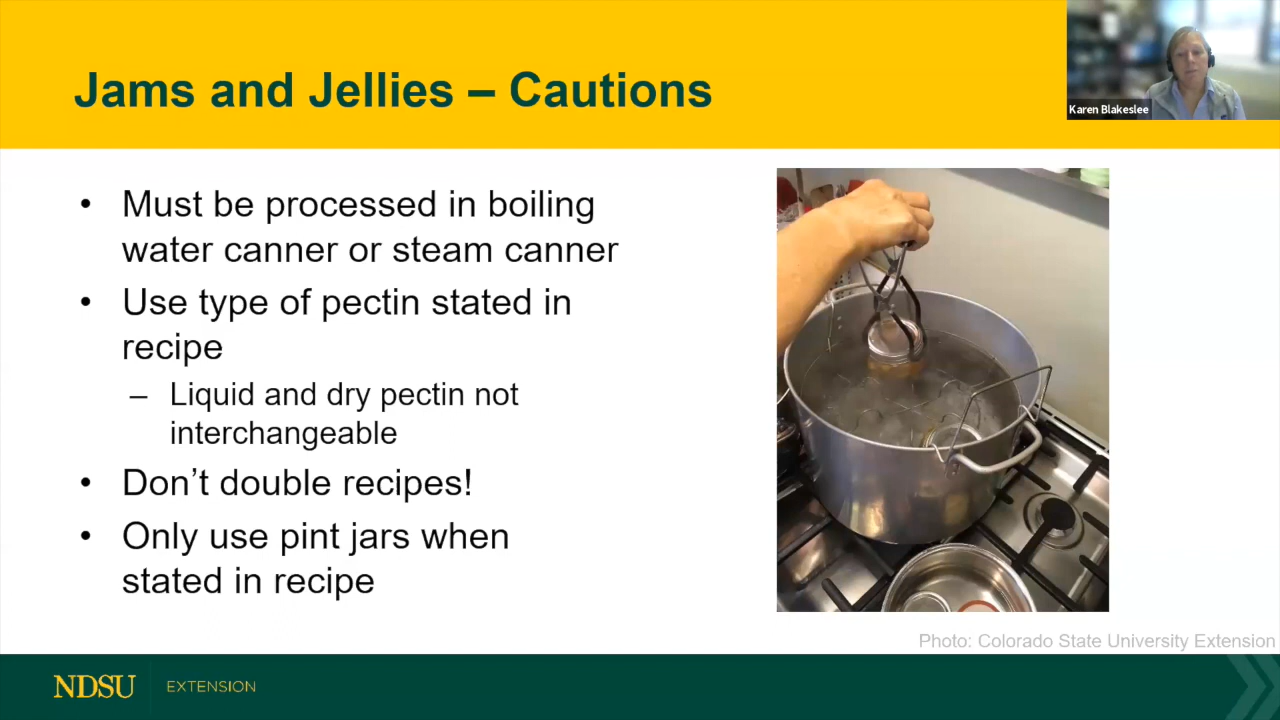 Jams and Jellies – Cautions
Karen Blakeslee
• Must be processed in boiling
water canner or steam canner
• Use type of pectin stated in
recipe
– Liquid and dry pectin not
interchangeable
• Don’t double recipes!
• Only use pint jars when
stated in recipe
Photo: Colorado State University Extension
NDSU EXTENSION